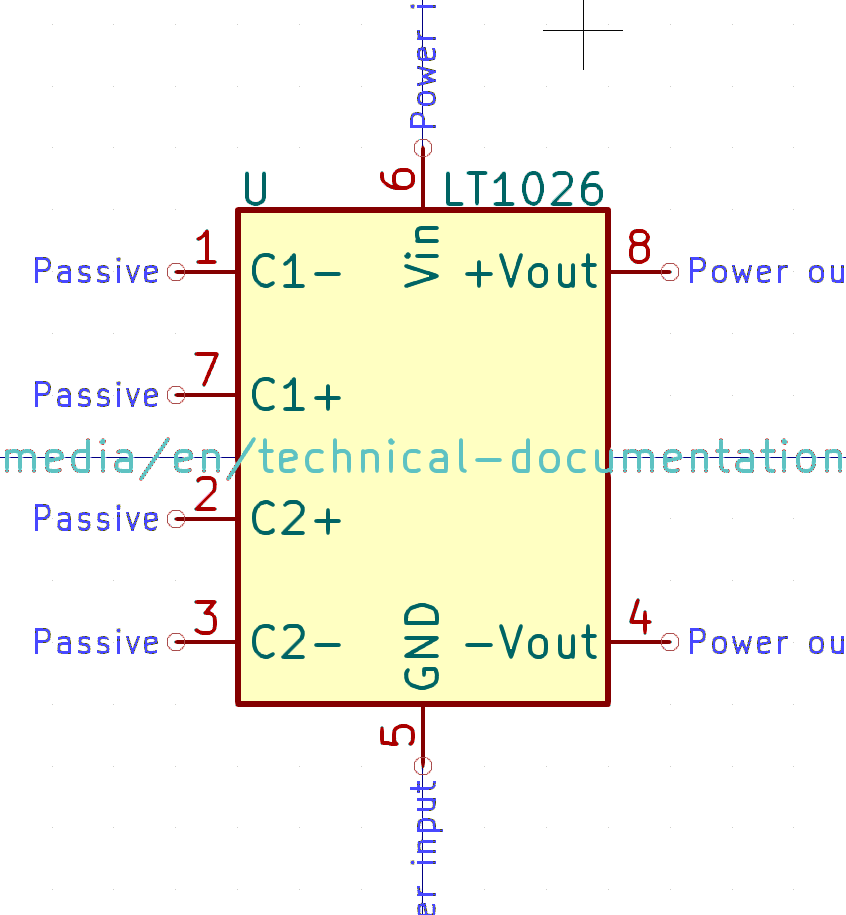 Power i
6
U
LT1026
1
Passive
C1-
Vin
+Vout
8
Power ou
7
Passive
C1+
media/en/technical-documentation
2
Passive
C2+
3
Passive
C2-
GND
-Vout
4
Power ou
5
er input